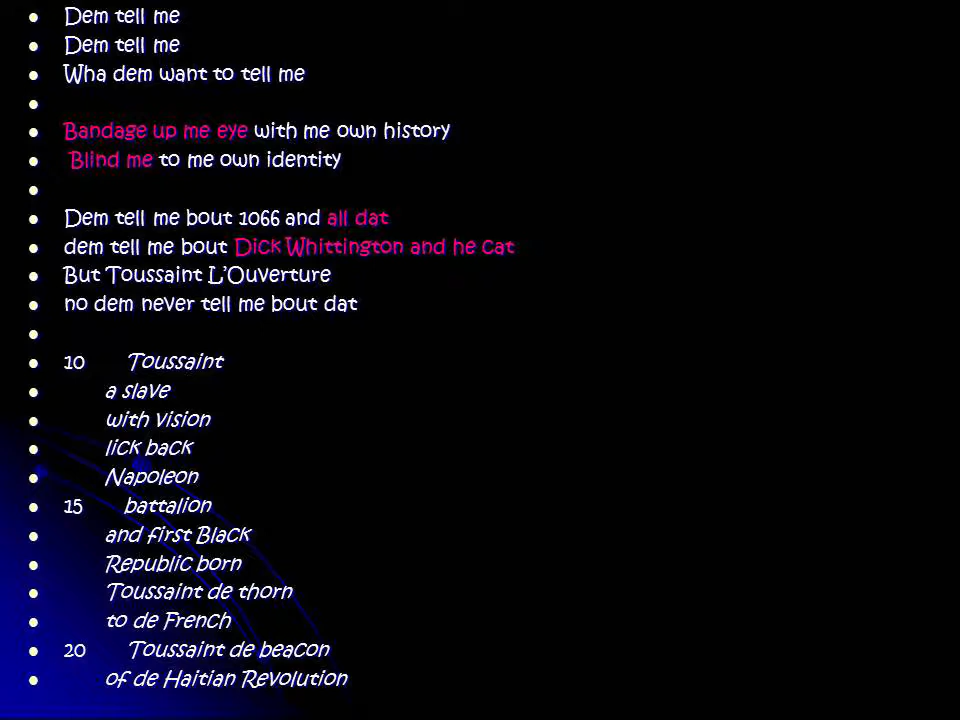 Dem tell me
Dem tell me
Wha dem want to tell me
Bandage up me eye with me own history
Blind me to me own identity
Dem tell me bout 1066 and all dat
dem tell me bout Dick Whittington and he cat
But Toussaint L’Ouverture
no dem never tell me bout dat
10 Toussaint
a slave
with vision
lick back
Napoleon
15 battalion
and first Black
Republic born
Toussaint de thorn
to de French
20 Toussaint de beacon
of de Haitian Revolution